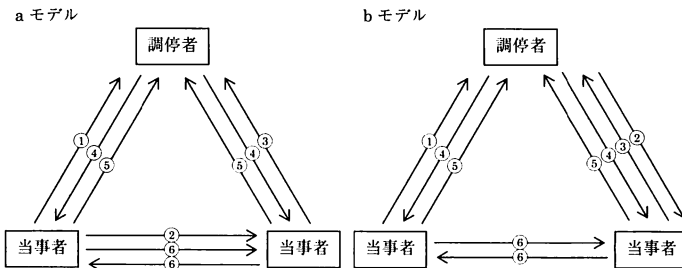 a モデル
調停者
① ④ ⑤
③ ④ ⑤
当事者
②
⑥
⑥
当事者
b モデル
調停者
① ④ ⑤
② ③ ④ ⑤
当事者
⑥
⑥
当事者